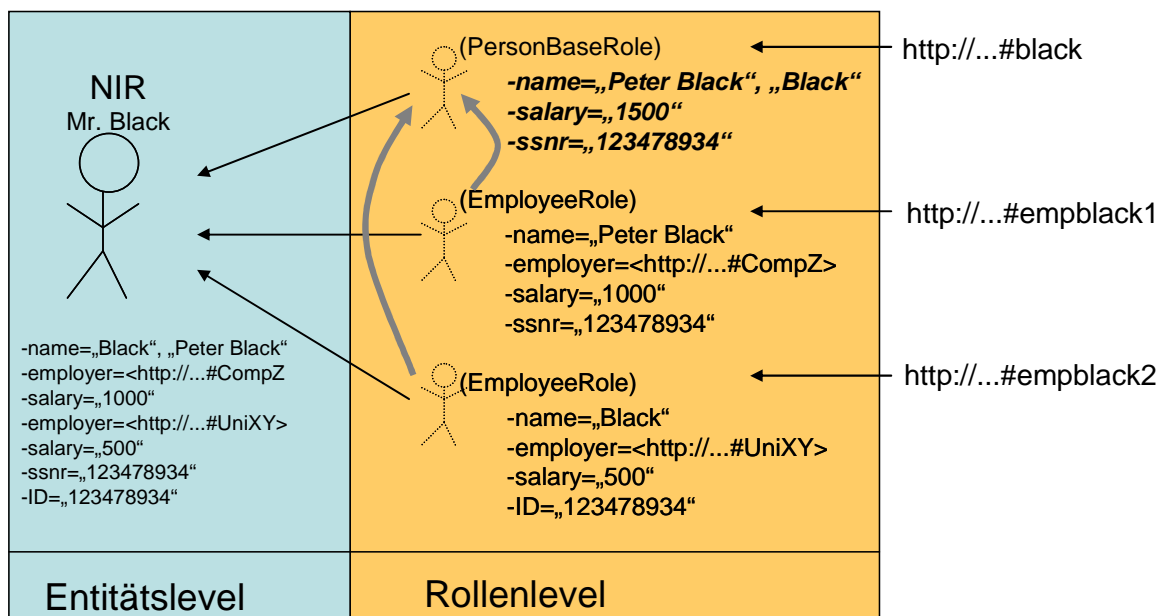 NIR
Mr. Black
-name=„Black“, „Peter Black“
-employer=<http://...#CompZ
-salary=„1000“
-employer=<http://...#UniXY>
-salary=„500“
-ssnr=„123478934“
-ID=„123478934“
Entitätslevel
(PersonBaseRole)
-name=„Peter Black“, „Black“
-salary=„1500“
-ssnr=„123478934“
(EmployeeRole)
-name=„Peter Black“
-employer=<http://...#CompZ>
-salary=„1000“
-ssnr=„123478934“
(EmployeeRole)
-name=„Black“
-employer=<http://...#UniXY>
-salary=„500“
-ID=„123478934“
Rollenlevel
http://...#black
http://...#empblack1
http://...#empblack2